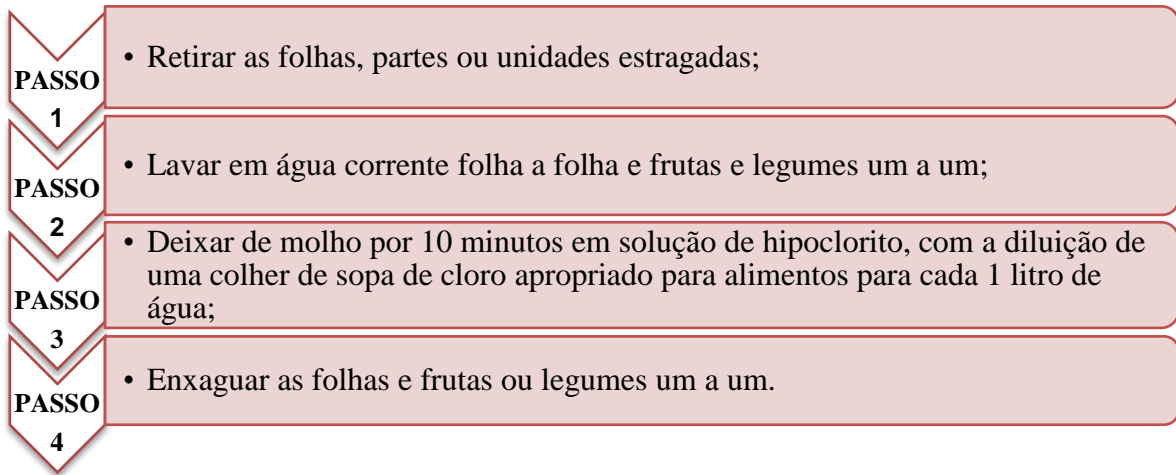 PASSO
1
• Retirar as folhas, partes ou unidades estragadas;
PASSO
2
• Lavar em água corrente folha a folha e frutas e legumes um a um;
PASSO
3
• Deixar de molho por 10 minutos em solução de hipoclorito, com a diluição de
uma colher de sopa de cloro apropriado para alimentos para cada 1 litro de
água;
PASSO
4
• Enxaguar as folhas e frutas ou legumes um a um.